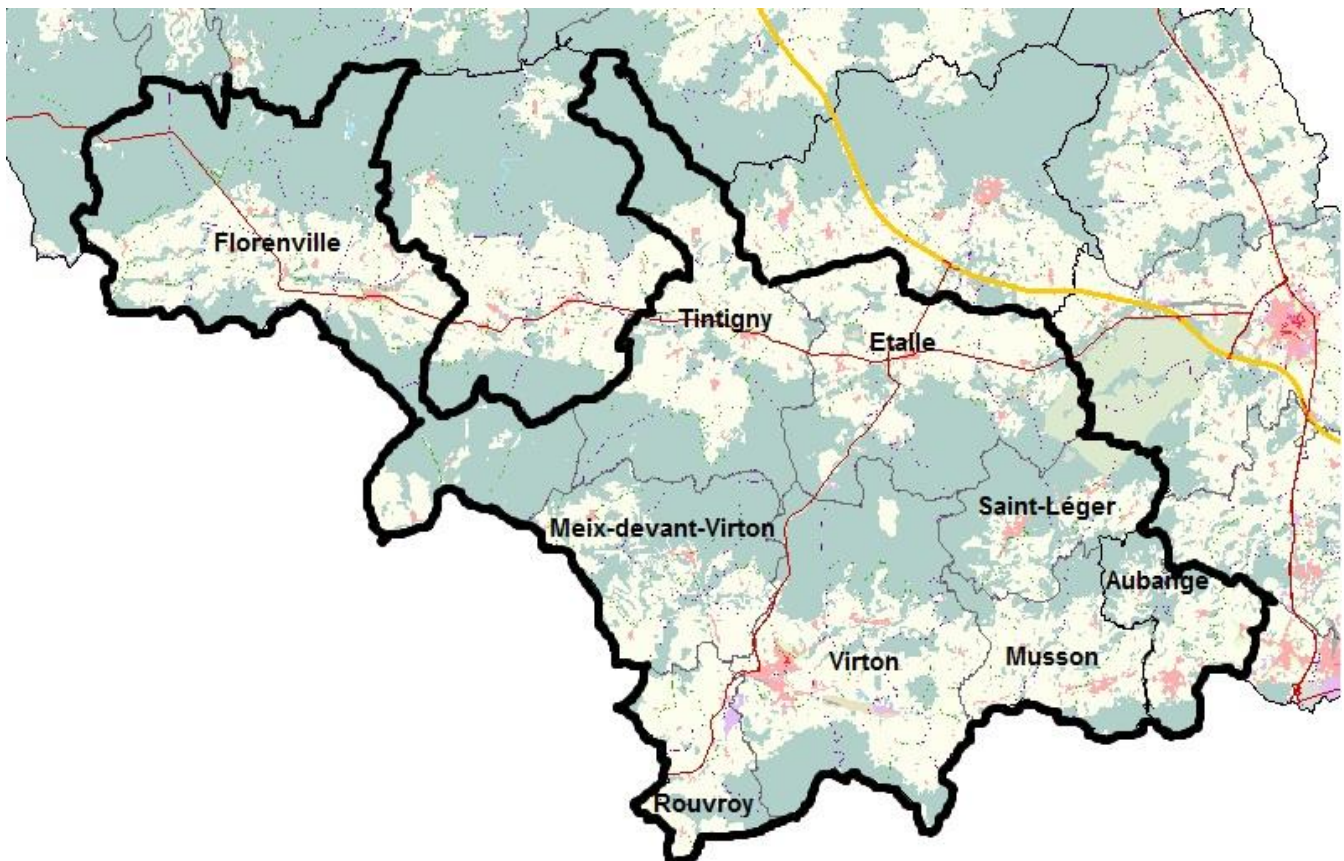 Florenville
Tintigny
Etalle
Saint-Léger
Meix-devant-Virton
Aubange
Virton
Musson
Rouvroy